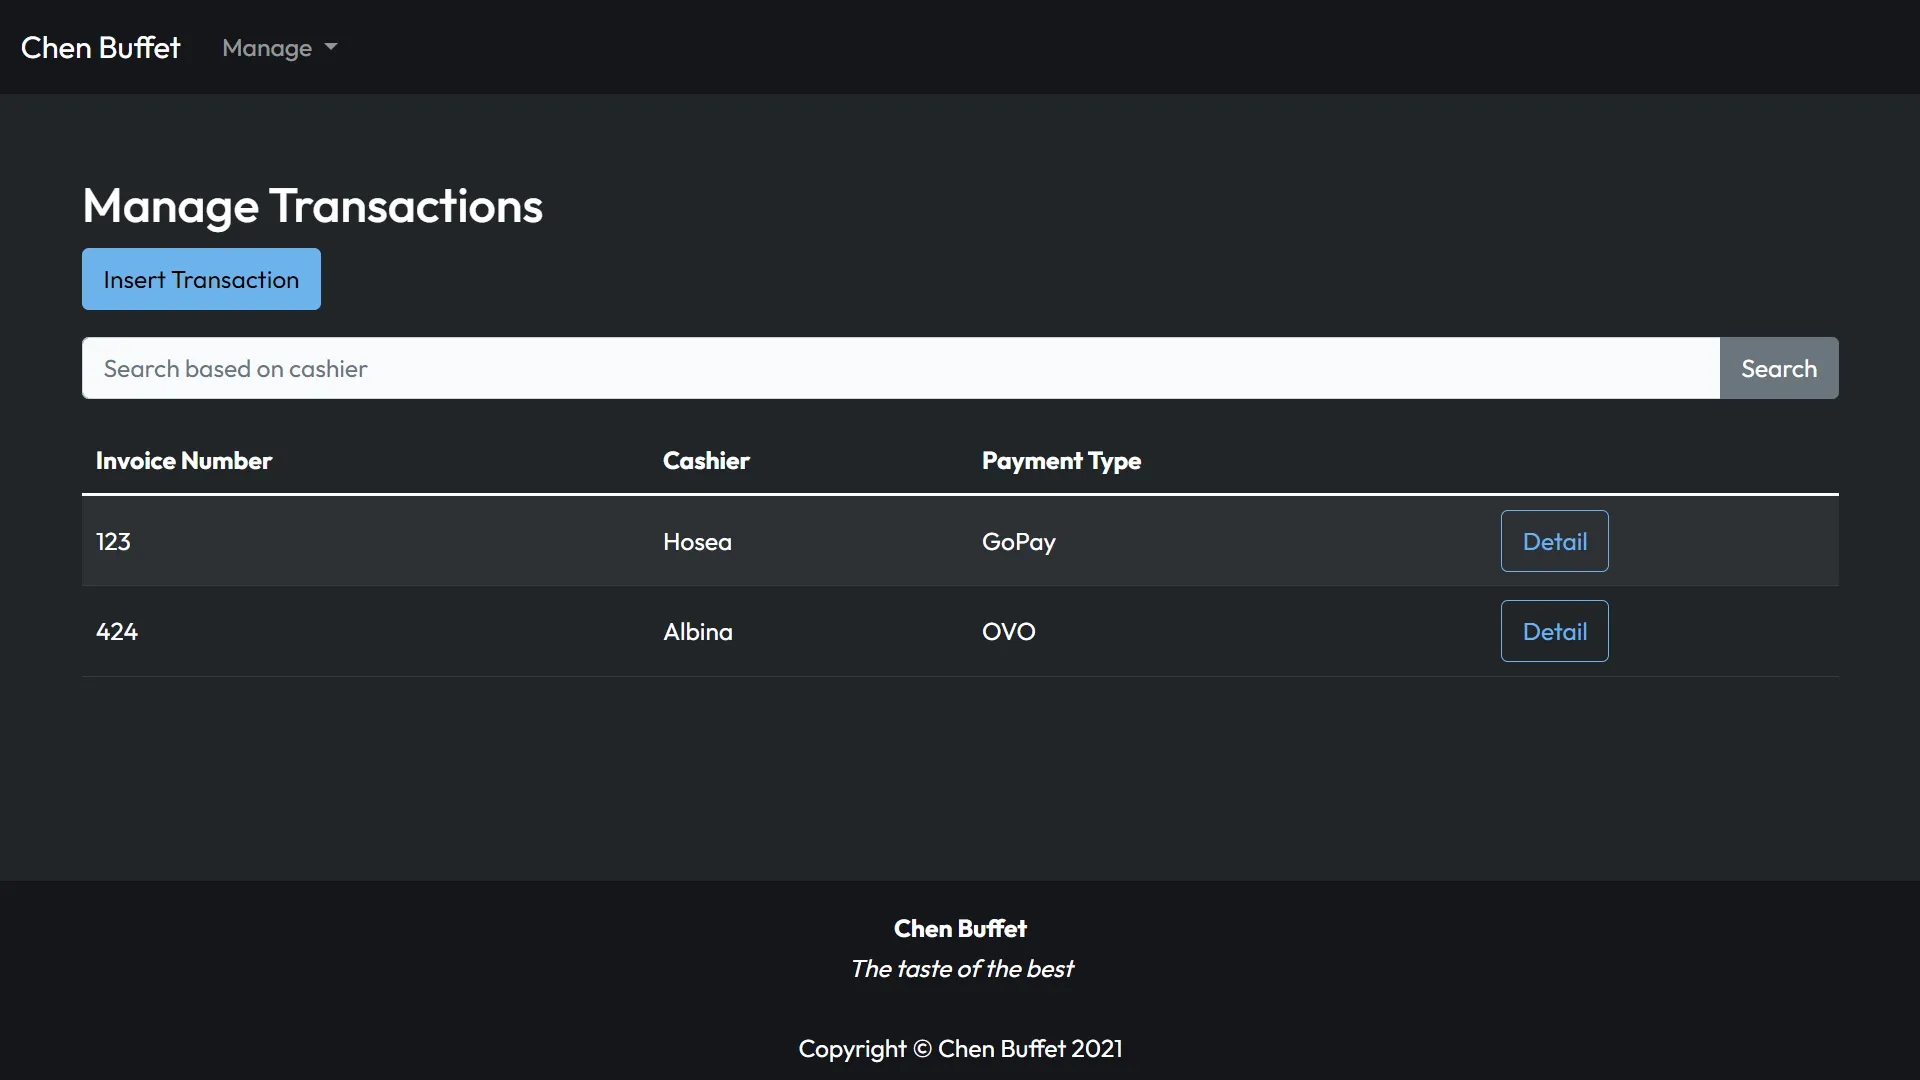 Chen Buffet Manage
Manage Transactions
Insert Transaction
Search based on cashier Search
Invoice Number Cashier Payment Type
123 Hosea GoPay Detail
424 Albina OVO Detail
Chen Buffet
The taste of the best
Copyright © Chen Buffet 2021